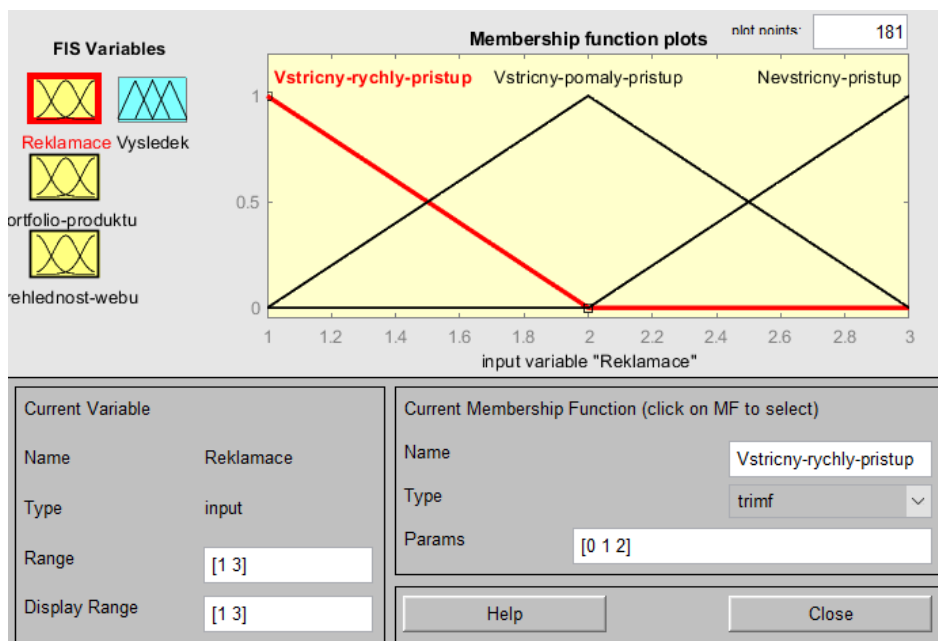 FIS Variables
Reklamace Vysledek
ortfolio-produktu
rehlednost-webu
Membership function plots
plot points:
181
Vstricny-rychly-pristup
Vstricny-pomaly-pristup
Nevstricny-pristup
1
0.5
0
1 1.2 1.4 1.6 1.8 2 2.2 2.4 2.6 2.8 3
input variable "Reklamace"
Current Variable
Name Reklamace
Type input
Range [1 3]
Display Range [1 3]
Current Membership Function (click on MF to select)
Name Vstricny-rychly-pristup
Type trimf
Params [0 1 2]
Help Close